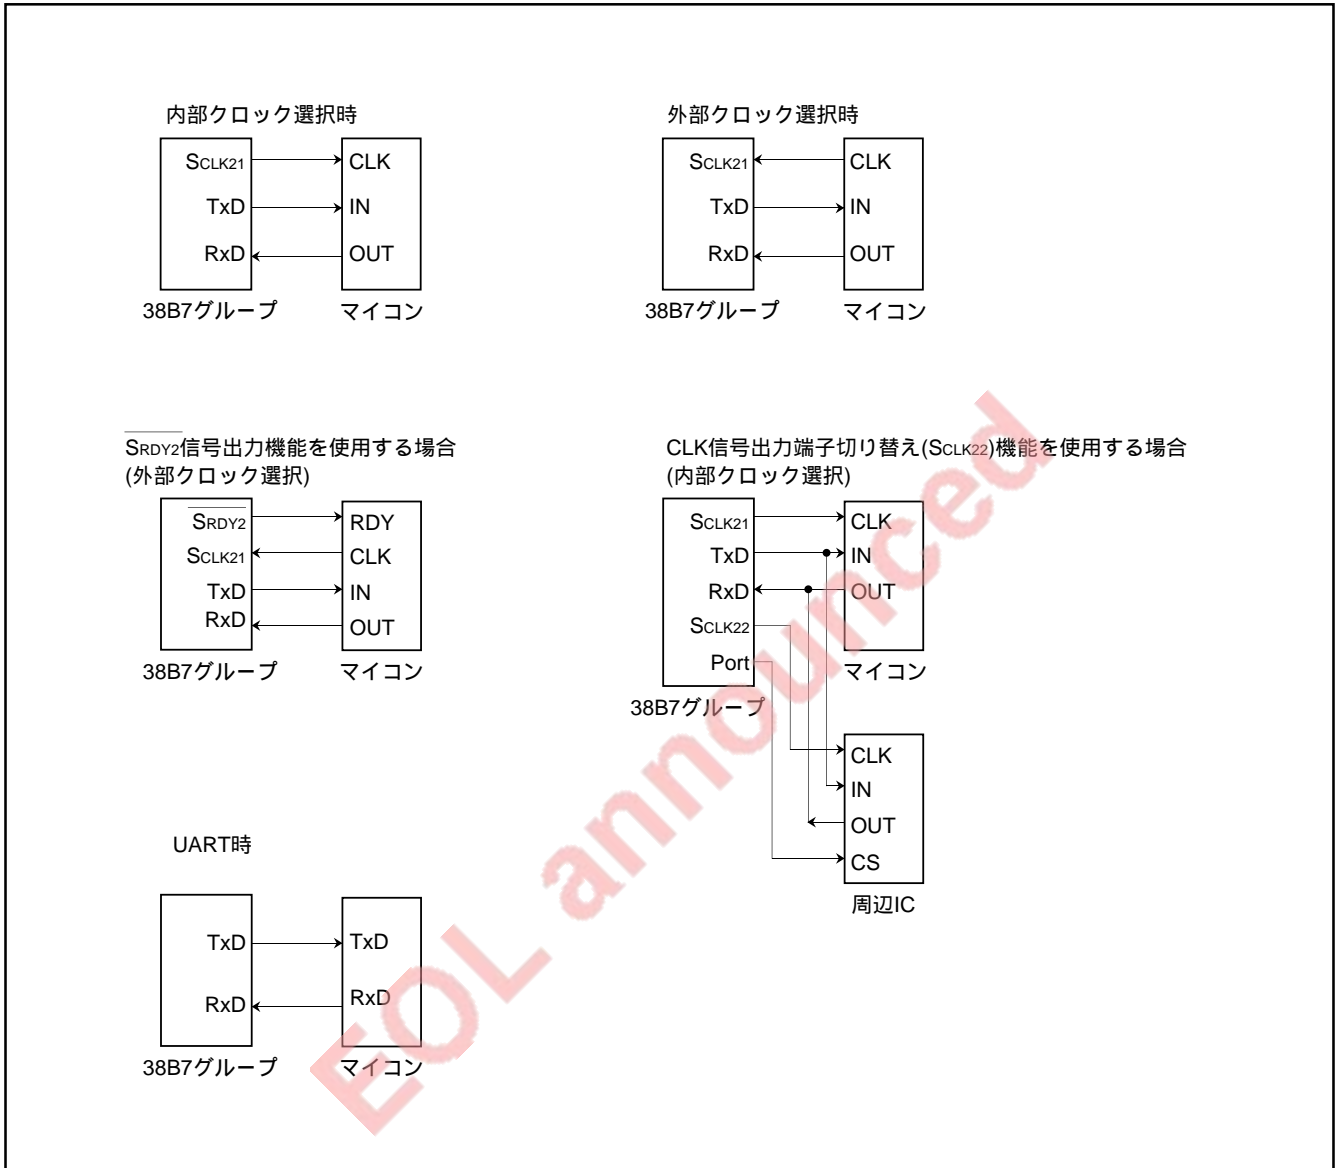 内部クロック選択時
SCLK21
TxD
RxD
CLK
IN
OUT
38B7グループ
マイコン
外部クロック選択時
SCLK21
TxD
RxD
CLK
IN
OUT
38B7グループ
マイコン
SRDY2信号出力機能を使用する場合
(外部クロック選択)
SRDY2
SCLK21
TxD
RxD
RDY
CLK
IN
OUT
38B7グループ
マイコン
CLK信号出力端子切り替え(SCLK22)機能を使用する場合
(内部クロック選択)
SCLK21
TxD
RxD
SCLK22
Port
CLK
IN
OUT
38B7グループ
マイコン
CLK
IN
OUT
CS
周辺IC
UART時
TxD
RxD
TxD
RxD
38B7グループ
マイコン
EOL announced